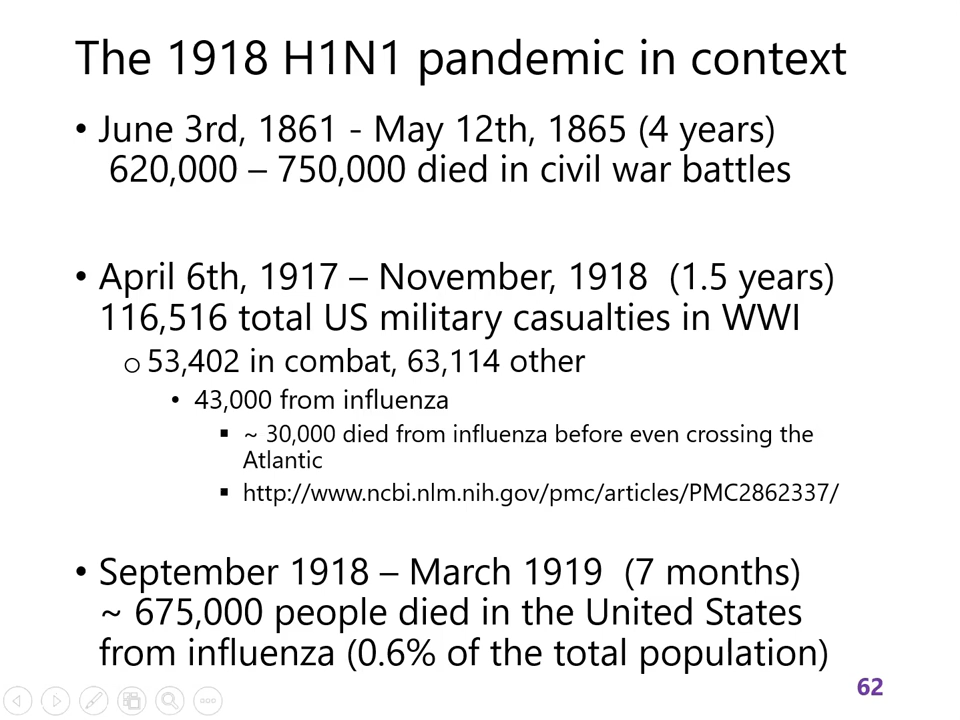 The 1918 H1N1 pandemic in context
• June 3rd, 1861 - May 12th, 1865 (4 years)
620,000 – 750,000 died in civil war battles
• April 6th, 1917 – November, 1918  (1.5 years)
116,516 total US military casualties in WWI
o 53,402 in combat, 63,114 other
• 43,000 from influenza
▪ ~ 30,000 died from influenza before even crossing the
Atlantic
▪ http://www.ncbi.nlm.nih.gov/pmc/articles/PMC2862337/
• September 1918 – March 1919  (7 months)
~ 675,000 people died in the United States
from influenza (0.6% of the total population)
62